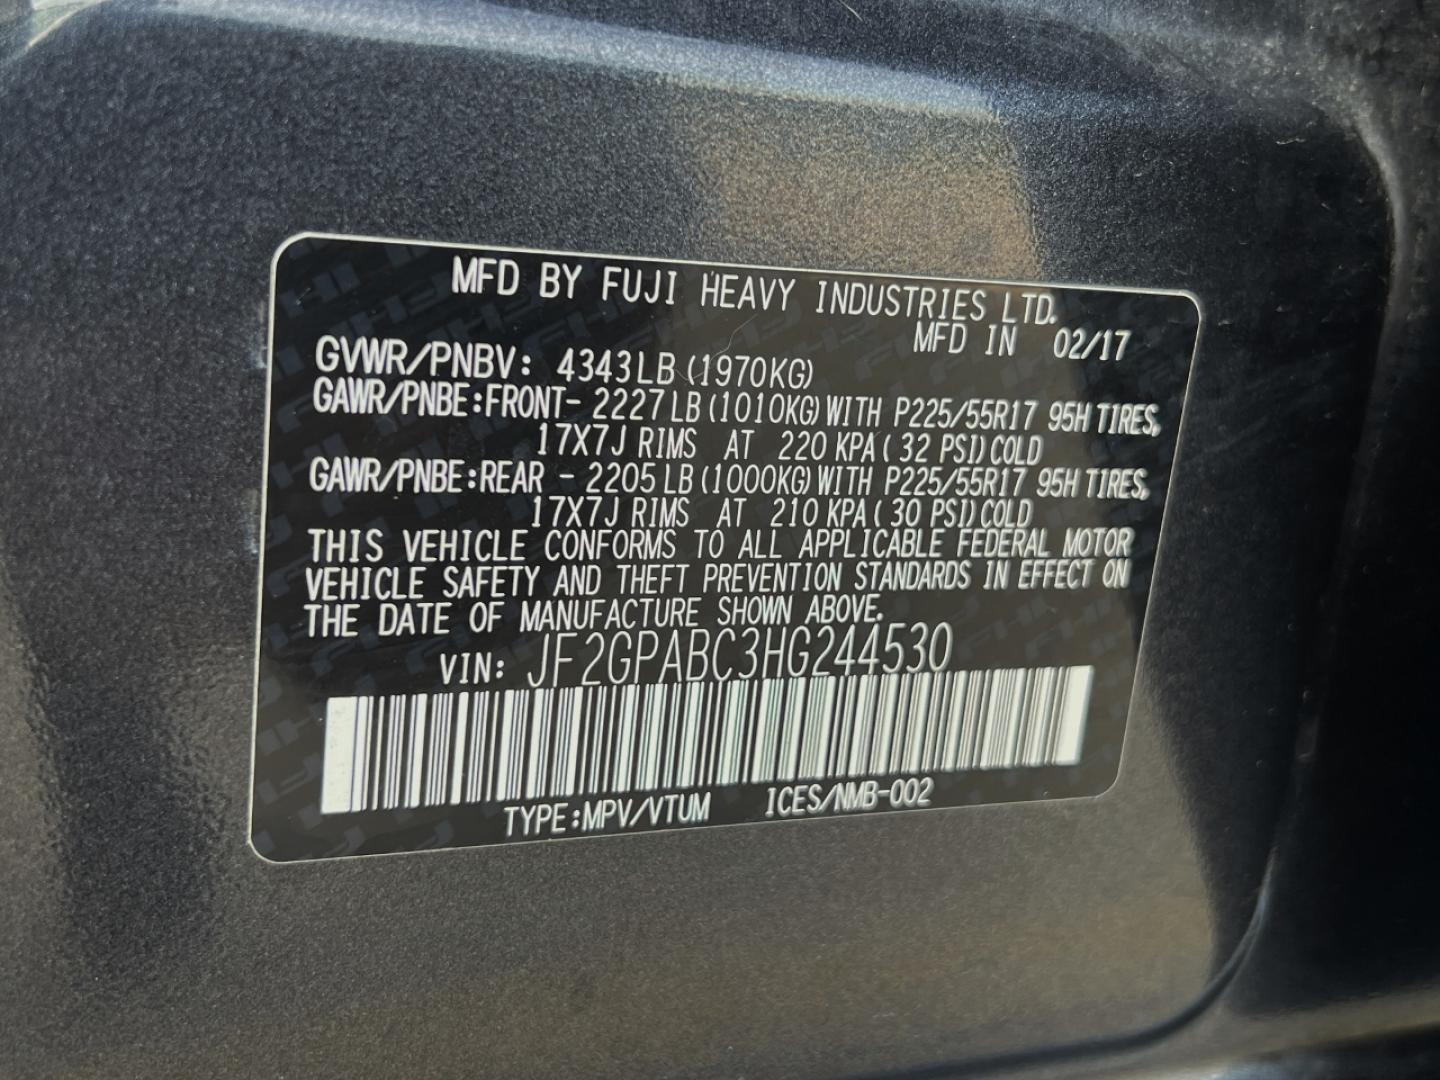 MFD BY FUJI HEAVY INDUSTRIES LTD.
MFD IN 02/17
GVWR/PNBV: 4343LB (1970KG)
GAWR/PNBE:FRONT- 2227LB (1010KG) WITH P225/55R17 95H TIRES,
17X7J RIMS AT 220 KPA( 32 PSI)COLD
GAWR/PNBE:REAR - 2205LB (1000KG) WITH P225/55R17 95H TIRES,
17X7J RIMS AT 210 KPA( 30 PSI)COLD
THIS VEHICLE CONFORMS TO ALL APPLICABLE FEDERAL MOTOR
VEHICLE SAFETY AND THEFT PREVENTION STANDARDS IN EFFECT ON
THE DATE OF MANUFACTURE SHOWN ABOVE.
VIN: JF2GPABC3HG244530
TYPE:MPV/VTUM ICES/NMB-002